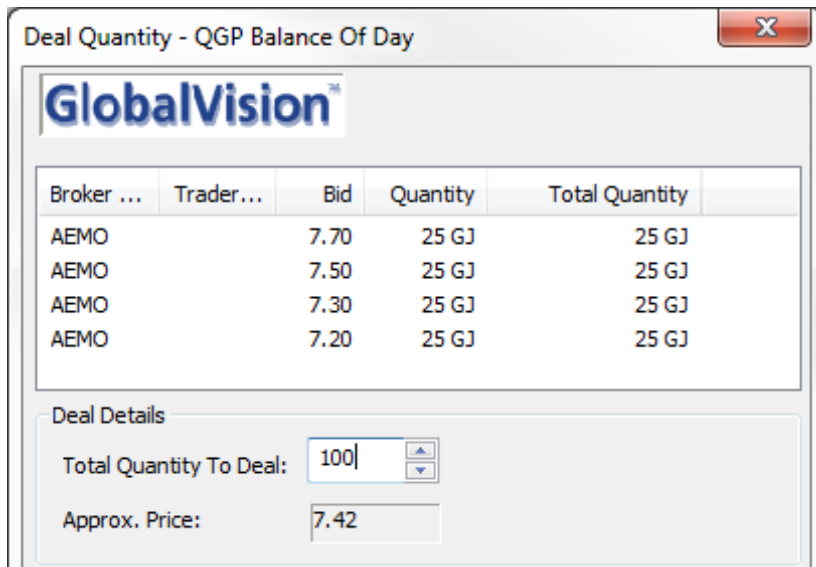 Deal Quantity - QGP Balance Of Day
GlobalVision™
Broker ... Trader... Bid Quantity Total Quantity
AEMO 7.70 25 GJ 25 GJ
AEMO 7.50 25 GJ 25 GJ
AEMO 7.30 25 GJ 25 GJ
AEMO 7.20 25 GJ 25 GJ
Deal Details
Total Quantity To Deal: 100
Approx. Price: 7.42